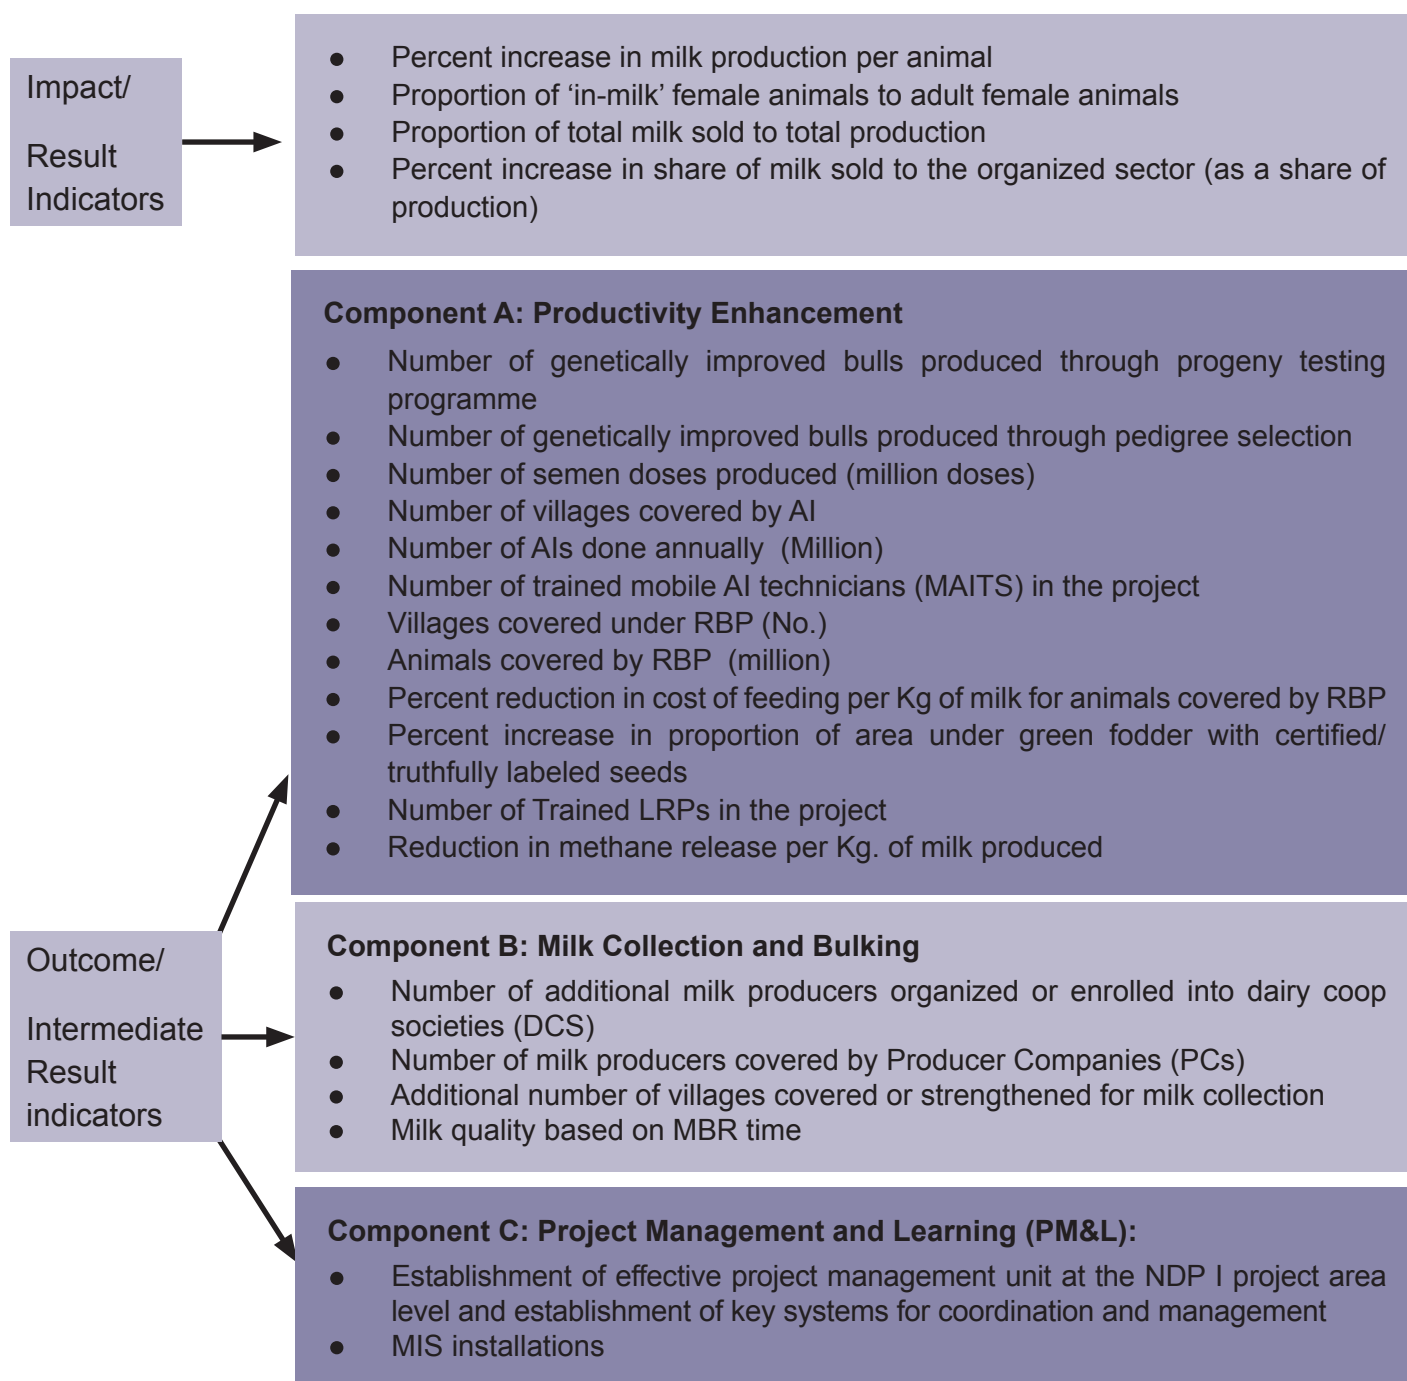 Impact/
Result
Indicators
● Percent increase in milk production per animal
● Proportion of ‘in-milk’ female animals to adult female animals
● Proportion of total milk sold to total production
● Percent increase in share of milk sold to the organized sector (as a share of
production)
Component A: Productivity Enhancement
● Number of genetically improved bulls produced through progeny testing
programme
● Number of genetically improved bulls produced through pedigree selection
● Number of semen doses produced (million doses)
● Number of villages covered by AI
● Number of AIs done annually (Million)
● Number of trained mobile AI technicians (MAITS) in the project
● Villages covered under RBP (No.)
● Animals covered by RBP (million)
● Percent reduction in cost of feeding per Kg of milk for animals covered by RBP
● Percent increase in proportion of area under green fodder with certified/
truthfully labeled seeds
● Number of Trained LRPs in the project
● Reduction in methane release per Kg. of milk produced
Outcome/
Intermediate
Result
indicators
Component B: Milk Collection and Bulking
● Number of additional milk producers organized or enrolled into dairy coop
societies (DCS)
● Number of milk producers covered by Producer Companies (PCs)
● Additional number of villages covered or strengthened for milk collection
● Milk quality based on MBR time
Component C: Project Management and Learning (PM&L):
● Establishment of effective project management unit at the NDP I project area
level and establishment of key systems for coordination and management
● MIS installations